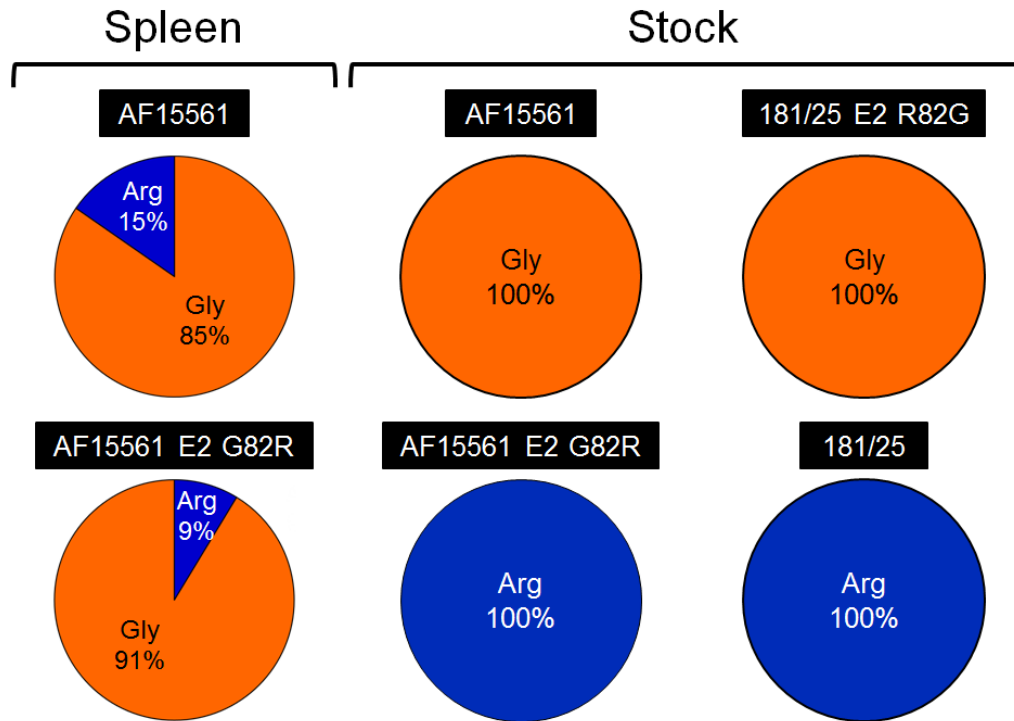 Spleen
Stock
AF15561
AF15561
181/25 E2 R82G
Arg
15%
Gly
85%
Gly
100%
Gly
100%
AF15561 E2 G82R
AF15561 E2 G82R
181/25
Arg
9%
Gly
91%
Arg
100%
Arg
100%